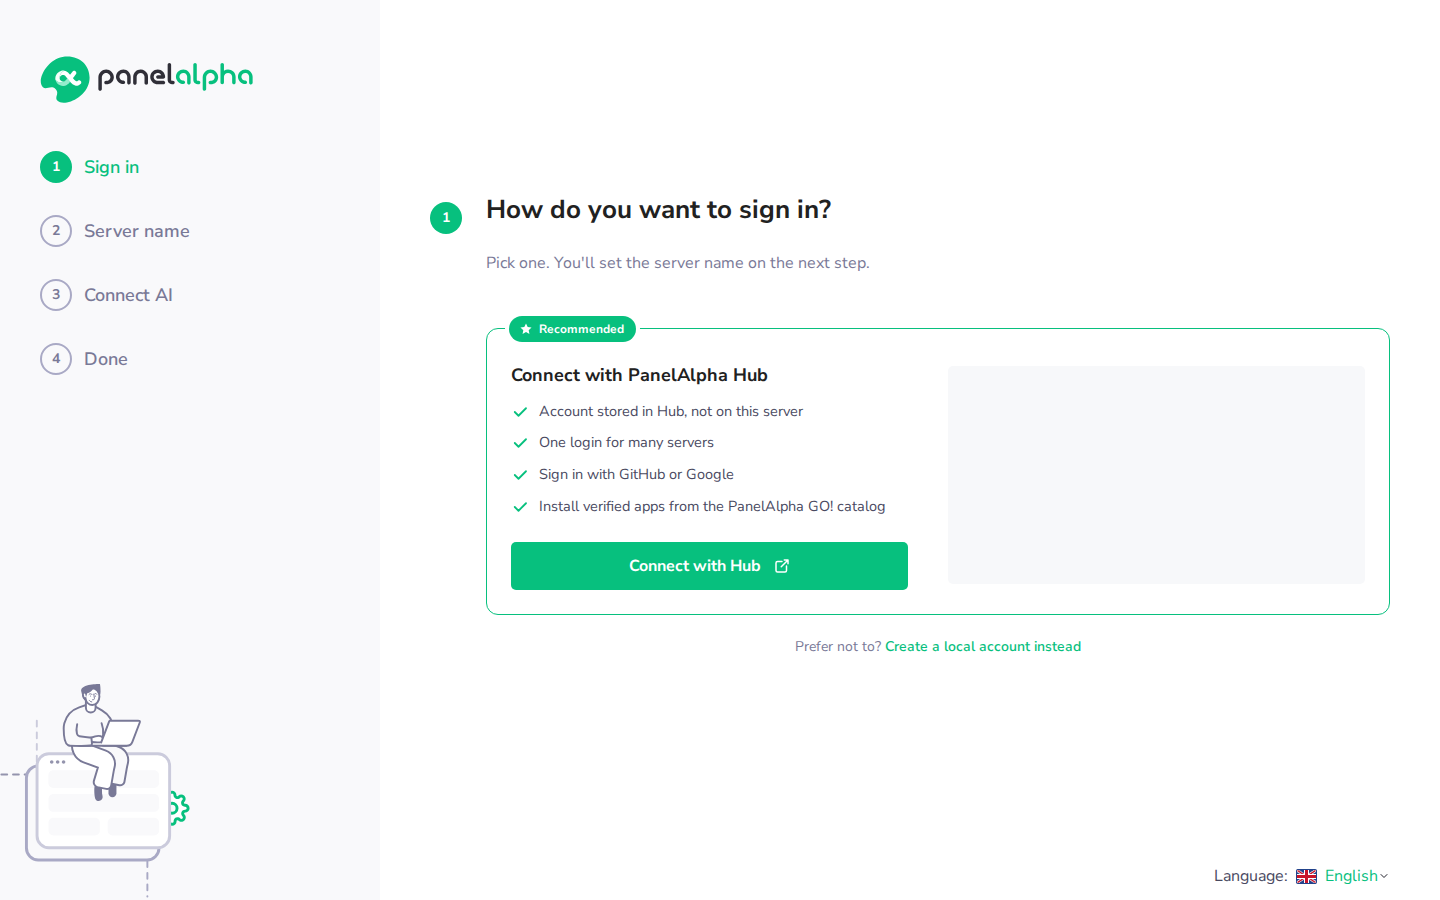 panelalpha
1 Sign in
2 Server name
3 Connect AI
4 Done
1 How do you want to sign in?
Pick one. You'll set the server name on the next step.
Recommended
Connect with PanelAlpha Hub
Account stored in Hub, not on this server
One login for many servers
Sign in with GitHub or Google
Install verified apps from the PanelAlpha GO! catalog
Connect with Hub
Prefer not to? Create a local account instead
Language: English